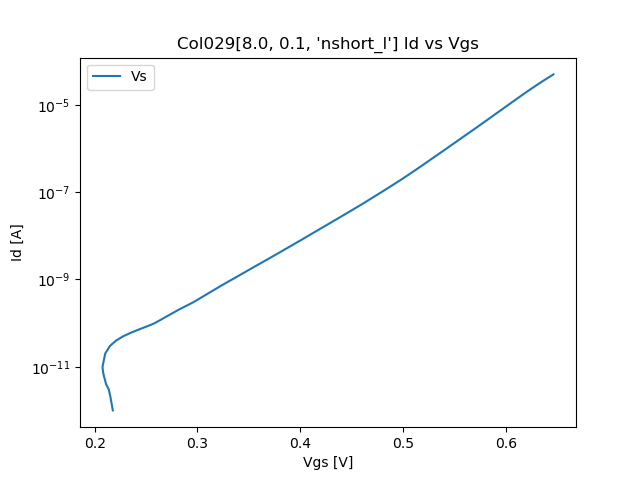 Col029[8.0, 0.1, 'nshort_l'] Id vs Vgs
Vs
10⁻⁵
10⁻⁷
10⁻⁹
10⁻¹¹
Id [A]
0.2 0.3 0.4 0.5 0.6
Vgs [V]